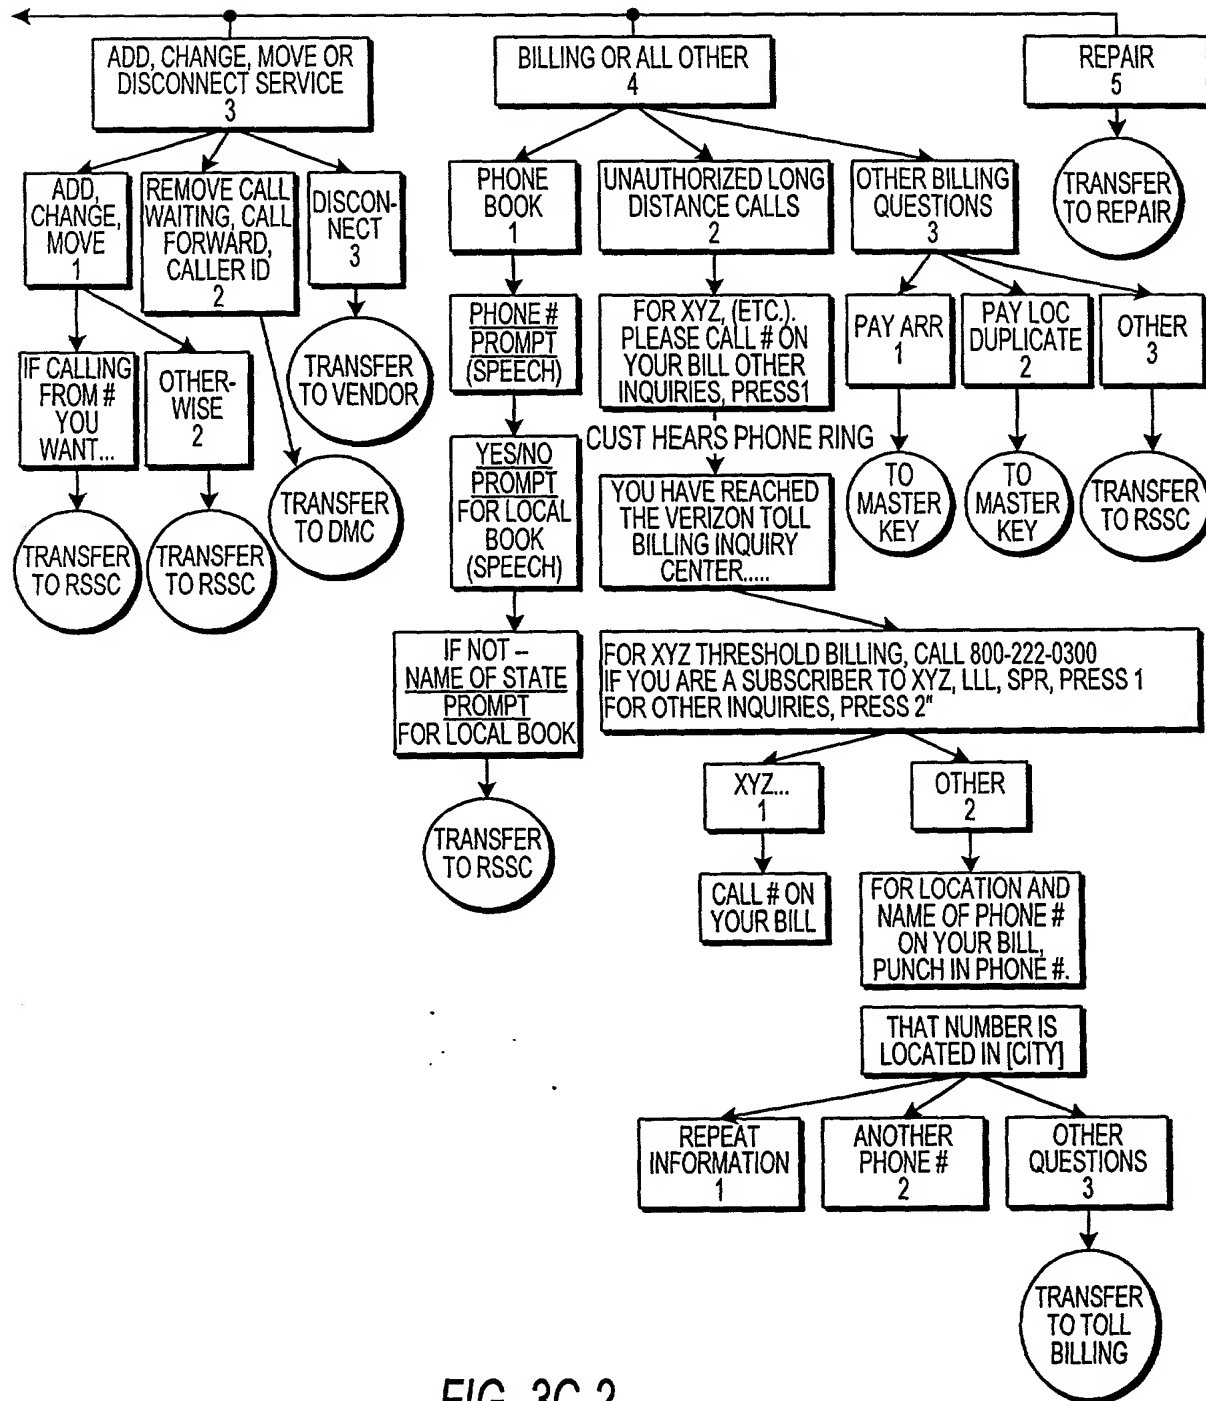 ADD, CHANGE, MOVE OR
DISCONNECT SERVICE
3
BILLING OR ALL OTHER
4
REPAIR
5
ADD,
CHANGE,
MOVE
1
REMOVE CALL
WAITING, CALL
FORWARD,
CALLER ID
2
DISCON-
NECT
3
PHONE
BOOK
1
UNAUTHORIZED LONG
DISTANCE CALLS
2
OTHER BILLING
QUESTIONS
3
TRANSFER
TO REPAIR
IF CALLING
FROM #
YOU
WANT...
OTHER-
WISE
2
TRANSFER
TO VENDOR
PHONE #
PROMPT
(SPEECH)
FOR XYZ, (ETC.).
PLEASE CALL # ON
YOUR BILL OTHER
INQUIRIES, PRESS1
PAY ARR
1
PAY LOC
DUPLICATE
2
OTHER
3
CUST HEARS PHONE RING
TRANSFER
TO RSSC
TRANSFER
TO RSSC
TRANSFER
TO DMC
YES/NO
PROMPT
FOR LOCAL
BOOK
(SPEECH)
YOU HAVE REACHED
THE VERIZON TOLL
BILLING INQUIRY
CENTER.....
TO
MASTER
KEY
TO
MASTER
KEY
TRANSFER
TO RSSC
IF NOT –
NAME OF STATE
PROMPT
FOR LOCAL BOOK
FOR XYZ THRESHOLD BILLING, CALL 800-222-0300
IF YOU ARE A SUBSCRIBER TO XYZ, LLL, SPR, PRESS 1
FOR OTHER INQUIRIES, PRESS 2"
TRANSFER
TO RSSC
XYZ...
1
OTHER
2
CALL # ON
YOUR BILL
FOR LOCATION AND
NAME OF PHONE #
ON YOUR BILL,
PUNCH IN PHONE #.
THAT NUMBER IS
LOCATED IN [CITY]
REPEAT
INFORMATION
1
ANOTHER
PHONE #
2
OTHER
QUESTIONS
3
TRANSFER
TO TOLL
BILLING
FIG. 3C-2